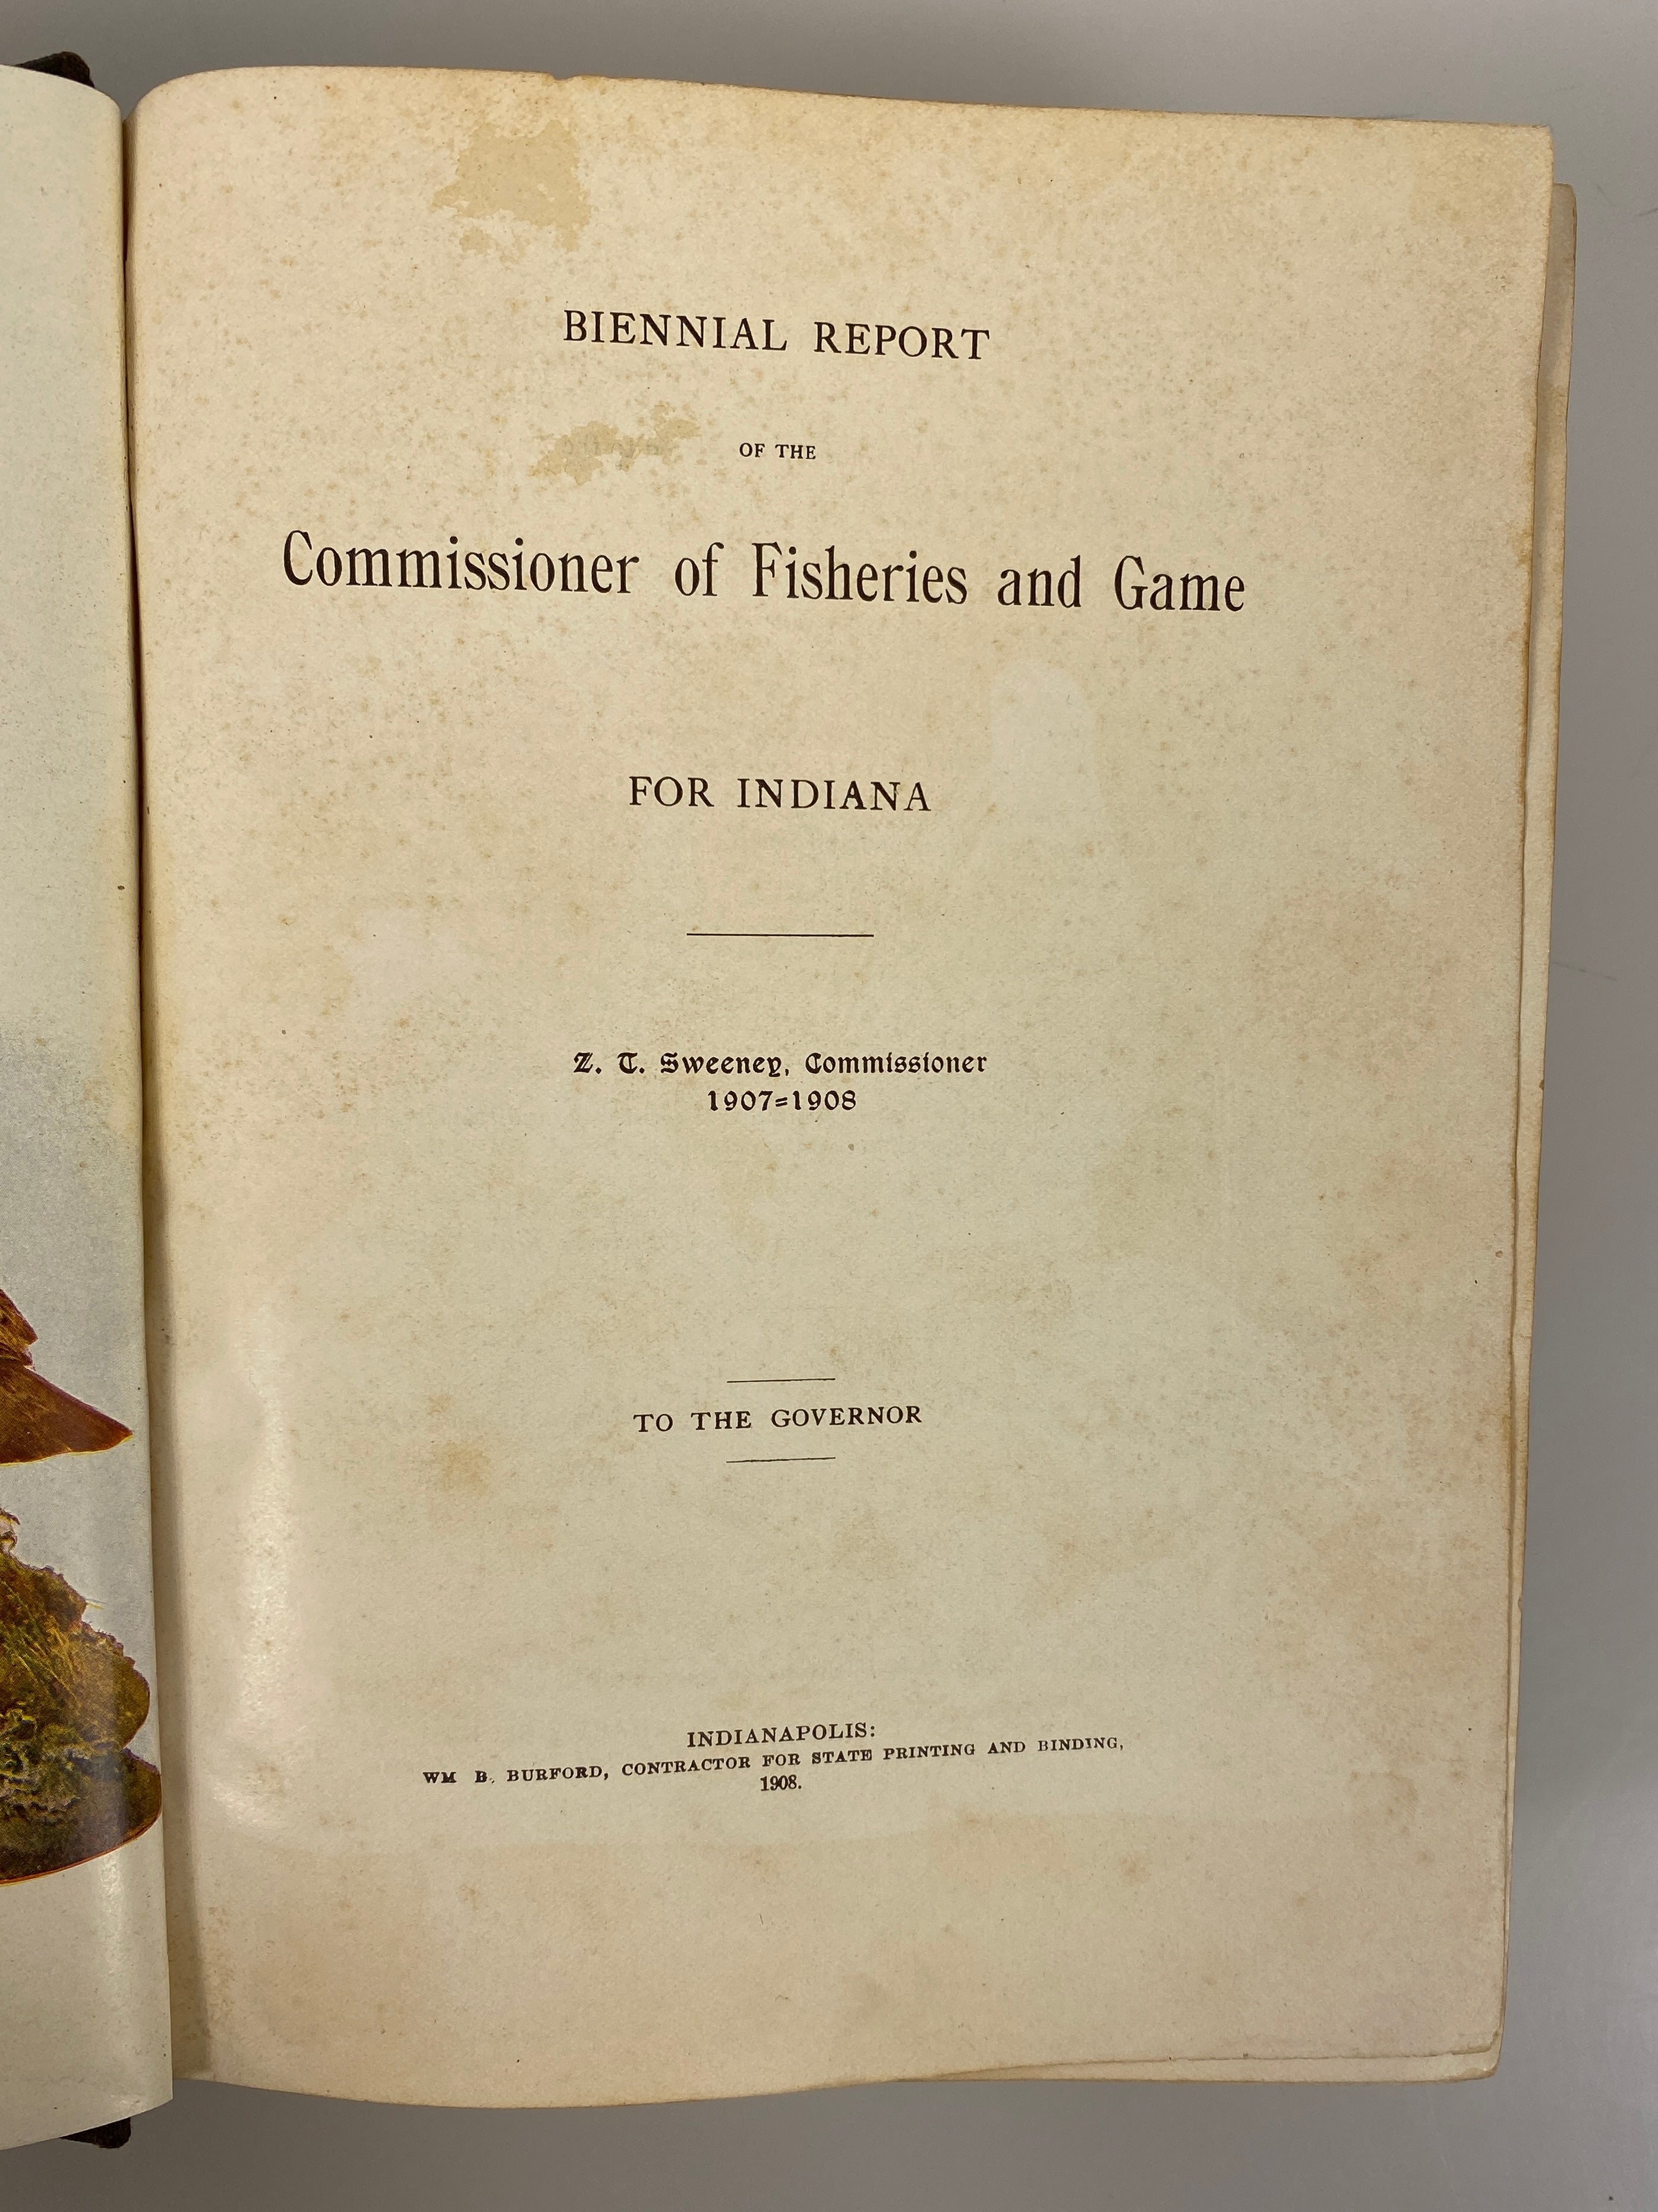 BIENNIAL REPORT
OF THE
Commissioner of Fisheries and Game
FOR INDIANA
Z. T. Sweeney, Commissioner
1907=1908
TO THE GOVERNOR
INDIANAPOLIS:
WM B. BURFORD, CONTRACTOR FOR STATE PRINTING AND BINDING,
1908.